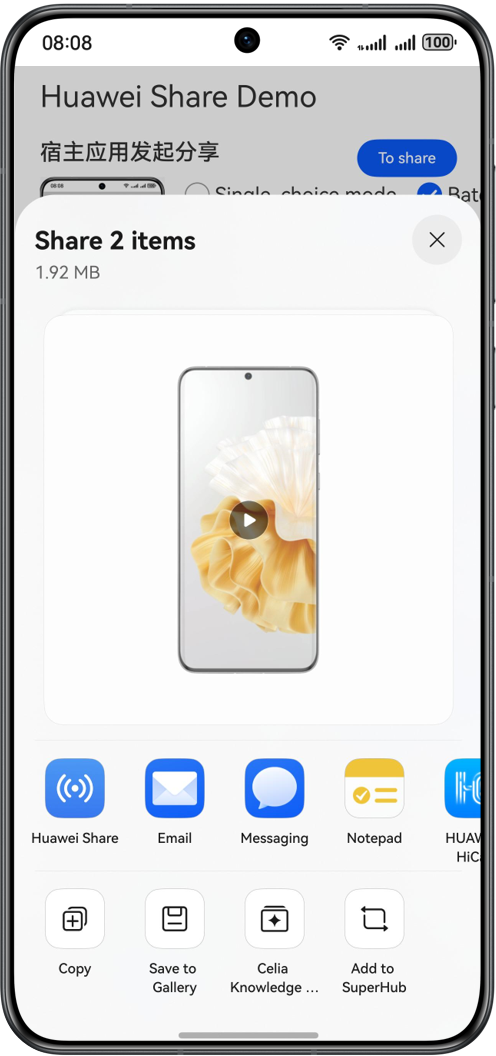 08:08
100
Huawei Share Demo
宿主应用发起分享
To share
Single-choice mode
Share 2 items
1.92 MB
Huawei Share
Email
Messaging
Notepad
HUAW
HiCa
Copy
Save to
Gallery
Celia
Knowledge ...
Add to
SuperHub